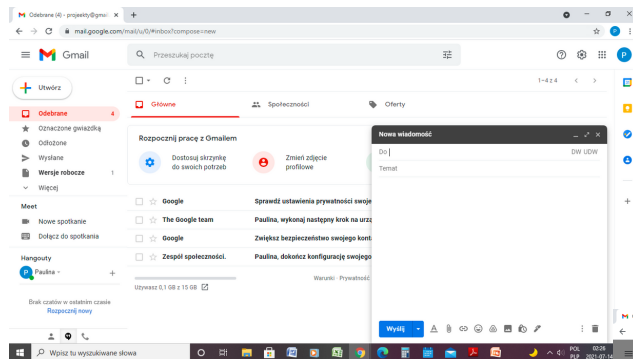 Odebrane (4) - projeekty@gmai
mail.google.com/mail/u/0/#inbox?compose=new
Gmail
Przeszukaj pocztę
P
Utwórz
1–4 z 4
Odebrane 4
Główne
Społeczności
Oferty
Oznaczone gwiazdką
Odłożone
Wysłane
Wersje robocze 1
Więcej
Rozpocznij pracę z Gmailem
Dostosuj skrzynkę
do swoich potrzeb
Zmień zdjęcie
profilowe
Nowa wiadomość
Do
DW UDW
Temat
Google Sprawdź ustawienia prywatności swoje
The Google team Paulina, wykonaj następny krok na urzą
Google Zwiększ bezpieczeństwo swojego kont
Zespół społeczności. Paulina, dokończ konfigurację swojego
Meet
Nowe spotkanie
Dołącz do spotkania
Hangouty
P Paulina
Używasz 0,1 GB z 15 GB
Warunki · Prywatność
Brak czatów w ostatnim czasie
Rozpocznij nowy
Wyślij
Wpisz tu wyszukiwane słowa
POL
PLP
02:26
2021-07-14